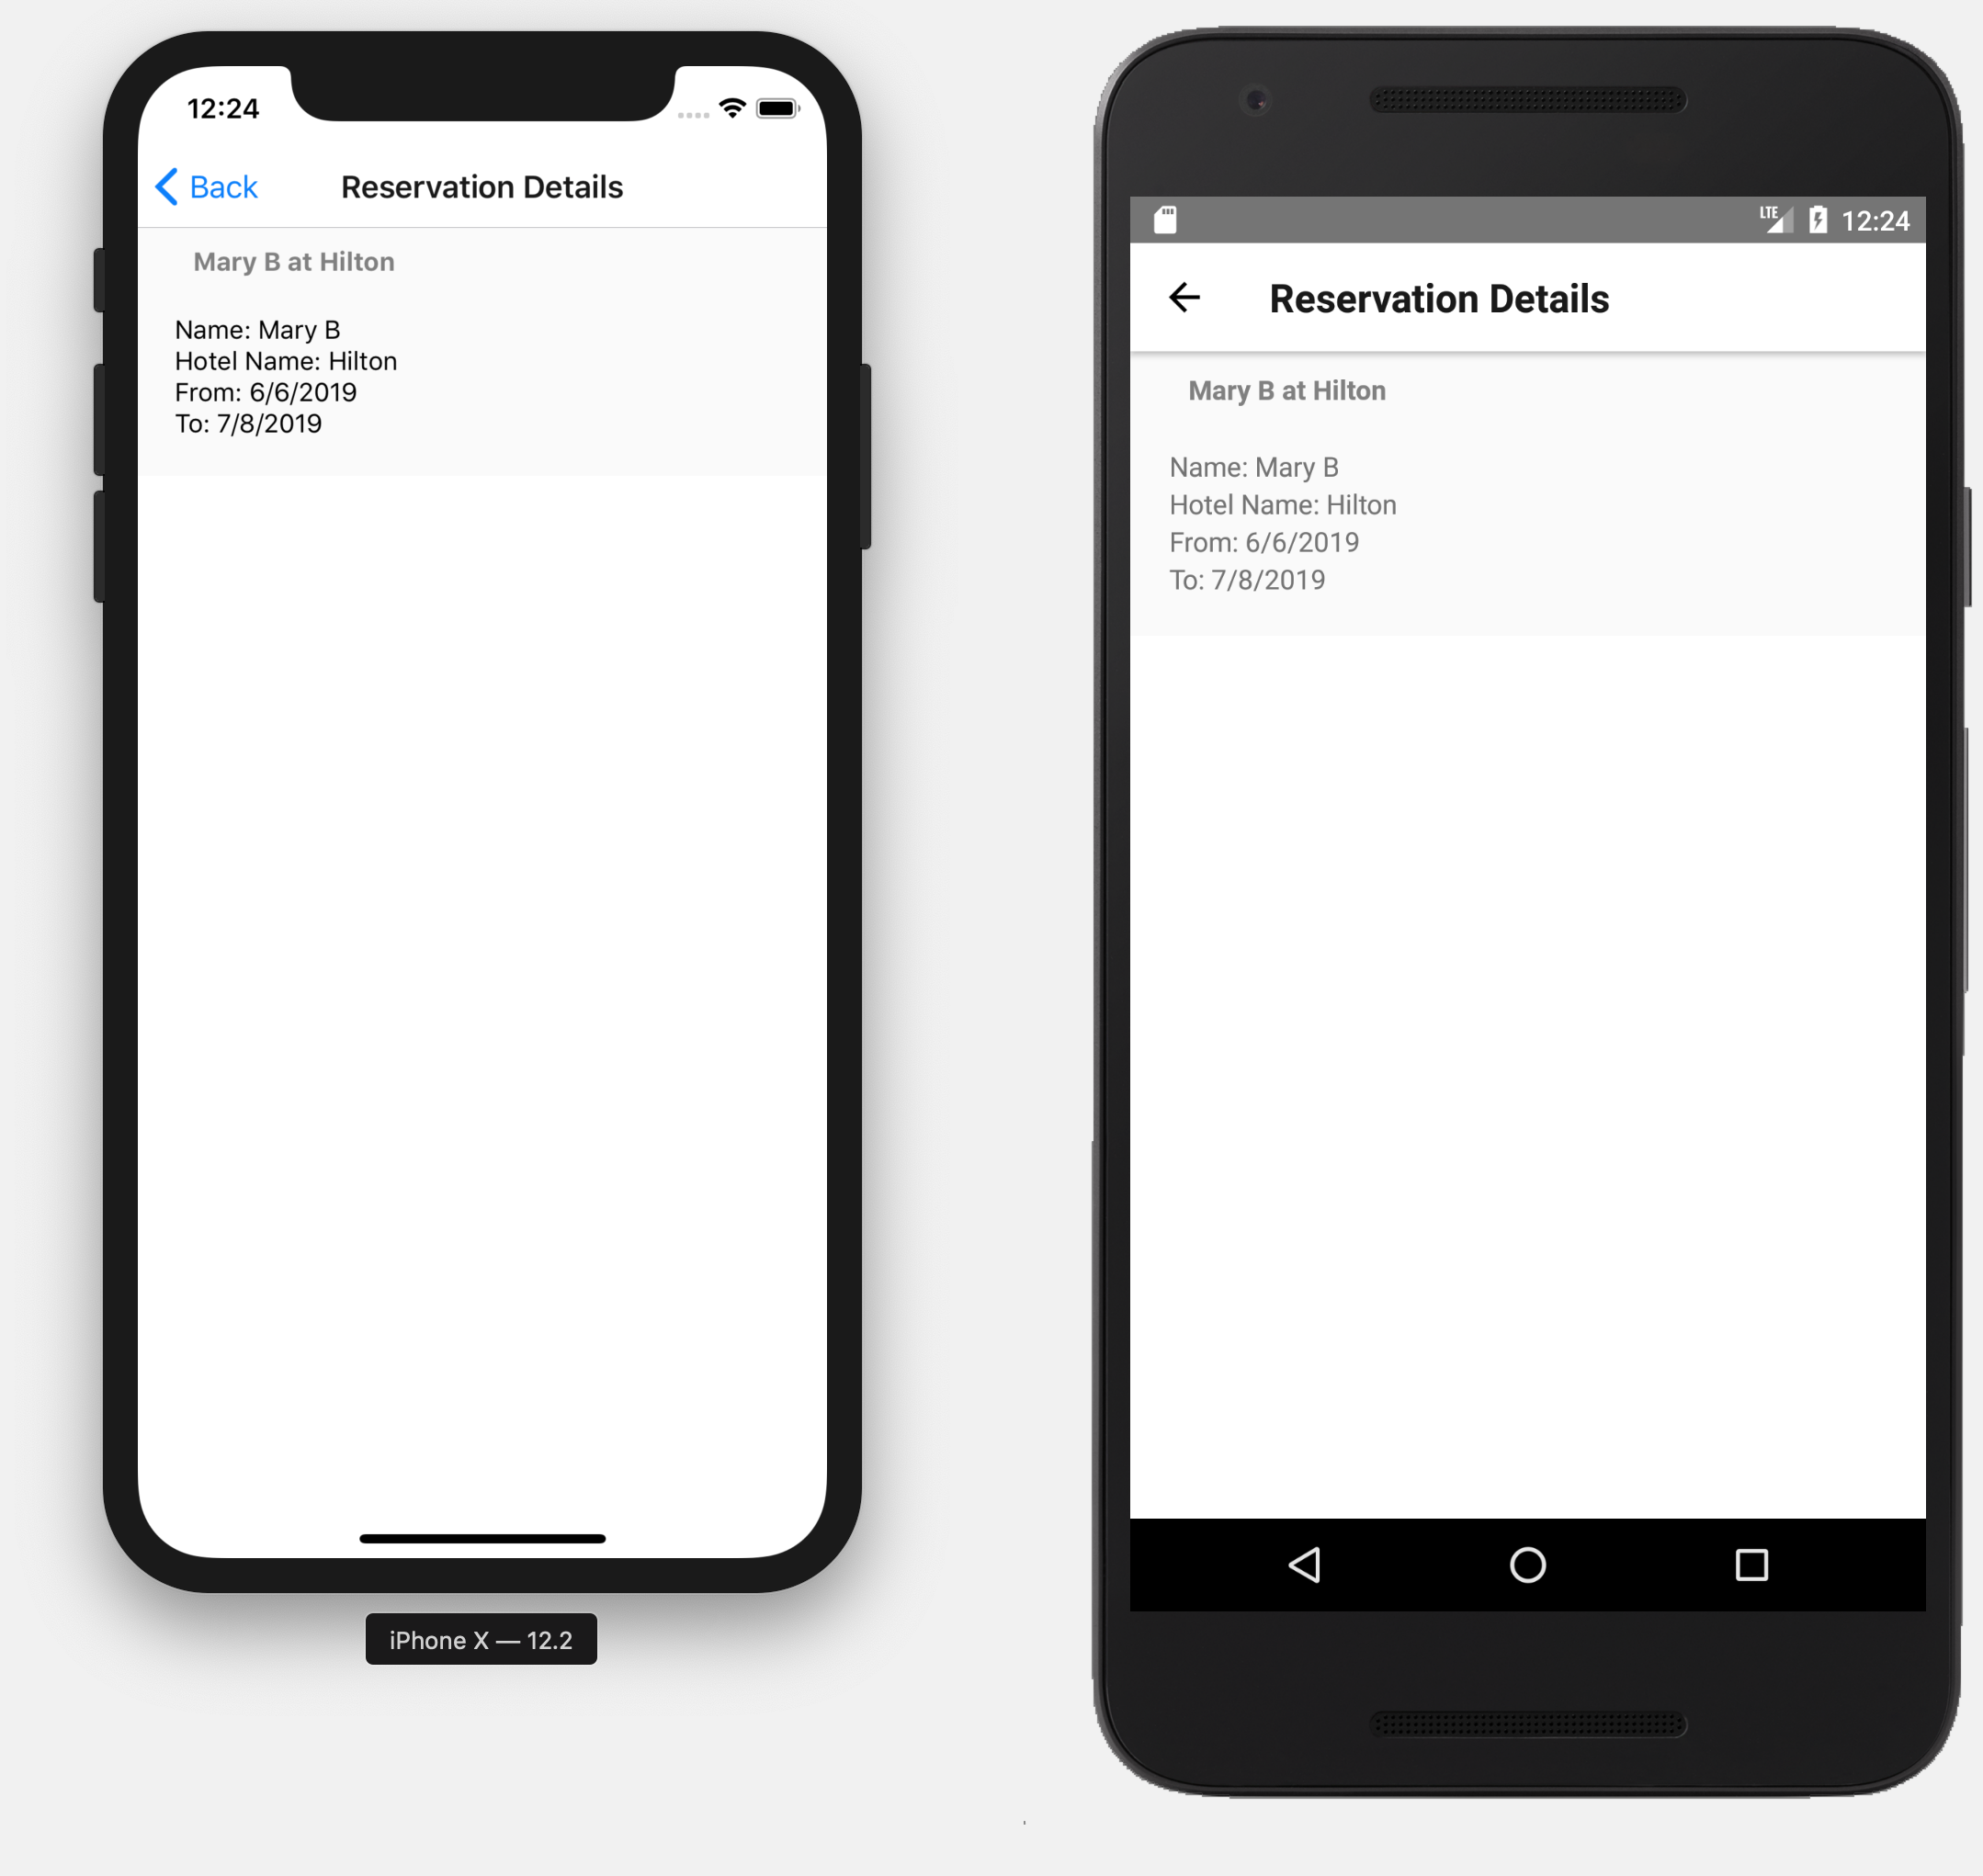 12:24
Back
Reservation Details
Mary B at Hilton
Name: Mary B
Hotel Name: Hilton
From: 6/6/2019
To: 7/8/2019
iPhone X — 12.2
LTE 12:24
Reservation Details
Mary B at Hilton
Name: Mary B
Hotel Name: Hilton
From: 6/6/2019
To: 7/8/2019